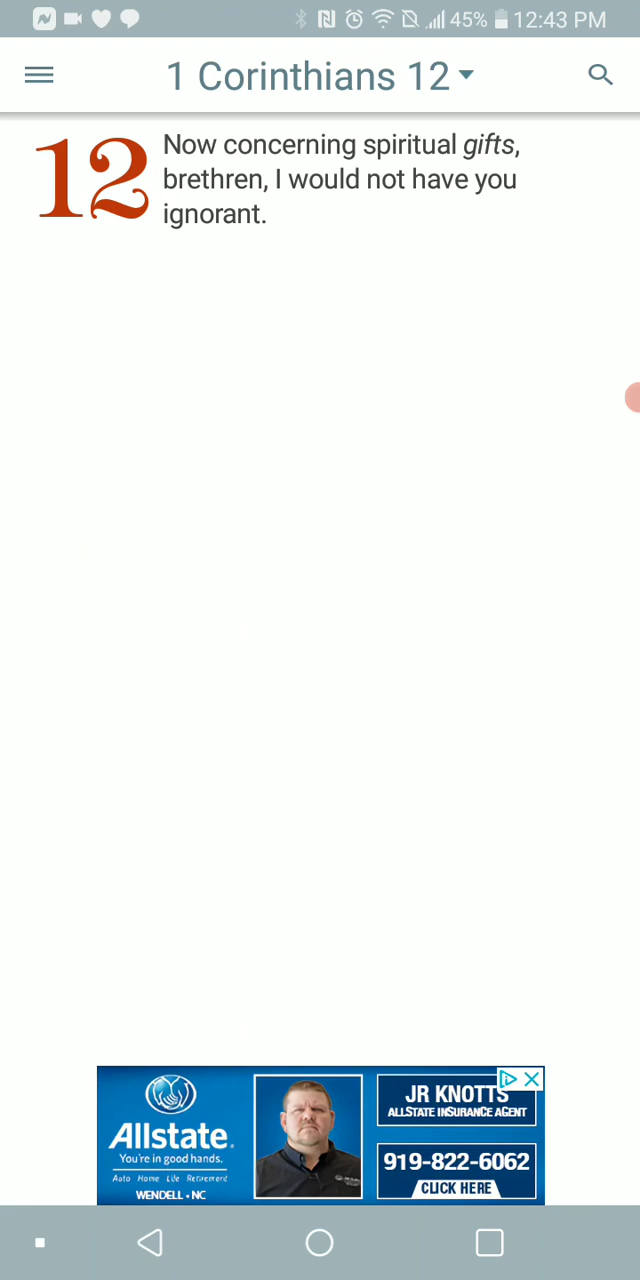 45% 12:43 PM
1 Corinthians 12
12 Now concerning spiritual gifts,
brethren, I would not have you
ignorant.
Allstate.
You're in good hands.
Auto Home Life Retirement
WENDELL • NC
JR KNOTTS
ALLSTATE INSURANCE AGENT
919-822-6062
CLICK HERE